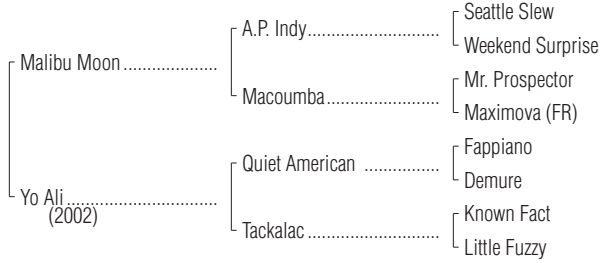 Seattle Slew
A.P. Indy
Weekend Surprise
Malibu Moon
Mr. Prospector
Macoumba
Maximova (FR)
Fappiano
Quiet American
Demure
Yo Ali
(2002)
Known Fact
Tackalac
Little Fuzzy